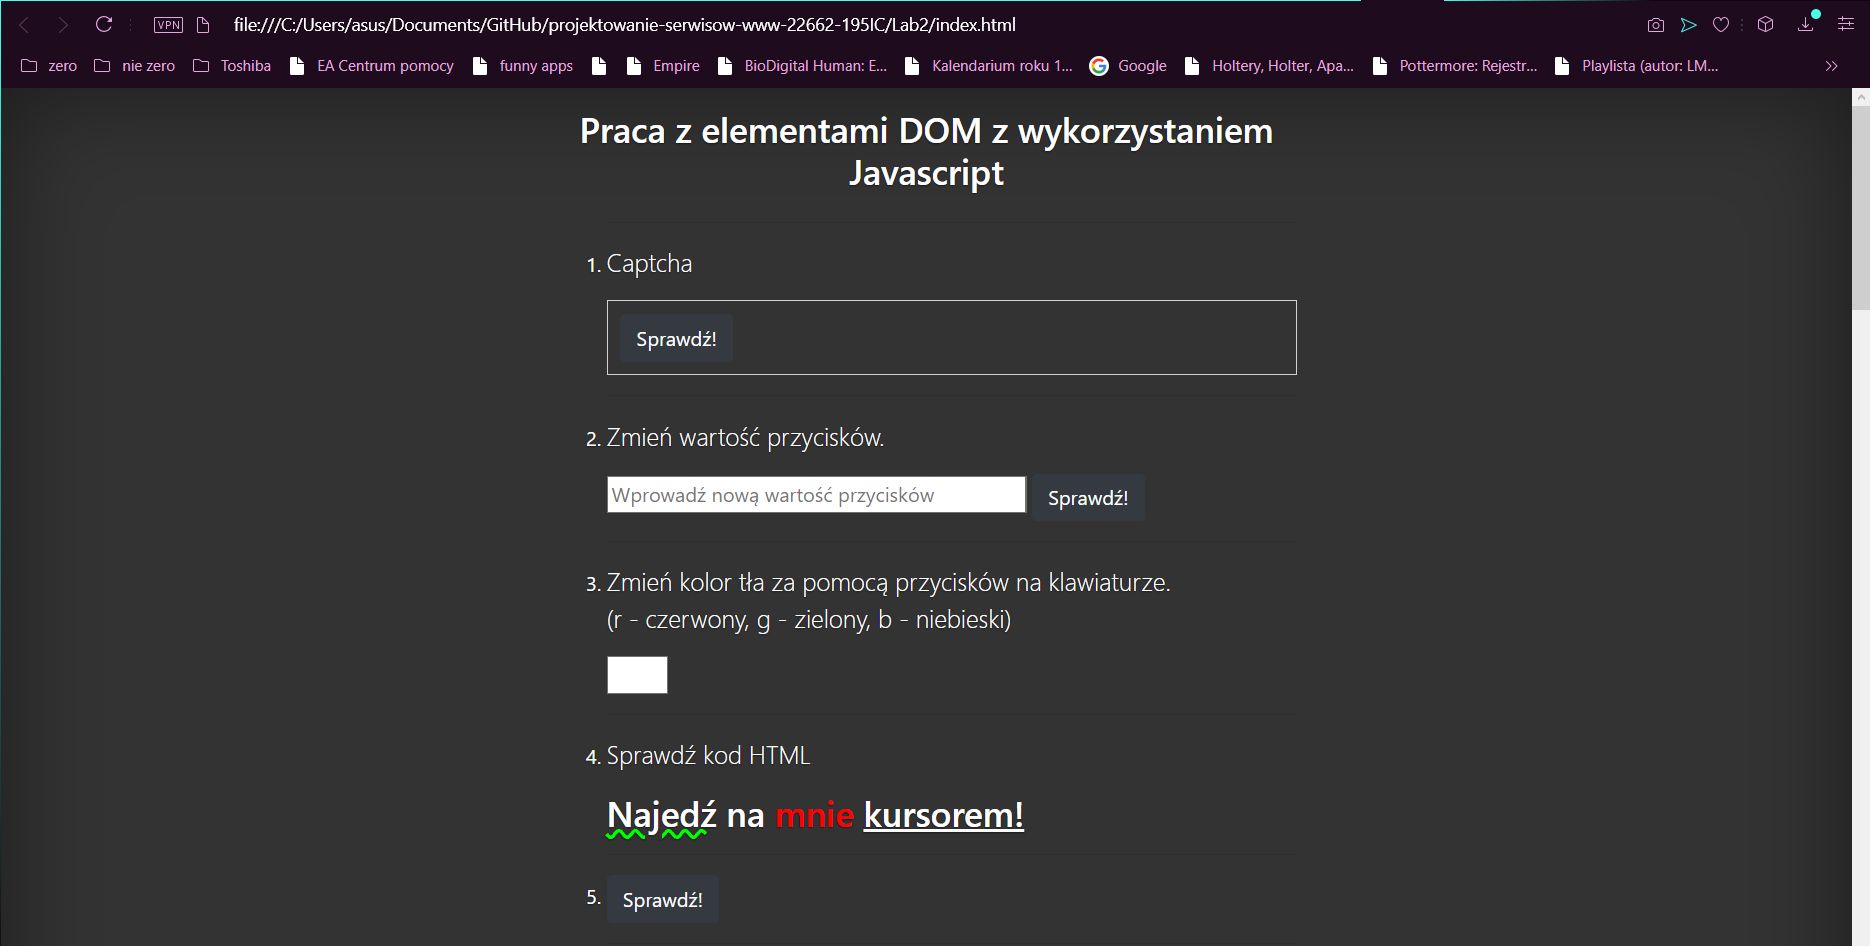 VPN file:///C:/Users/asus/Documents/GitHub/projektowanie-serwisow-www-22662-195IC/Lab2/index.html
zero nie zero Toshiba EA Centrum pomocy funny apps Empire BioDigital Human: E... Kalendarium roku 1... Google Holtery, Holter, Apa... Pottermore: Rejestr... Playlista (autor: LM...
Praca z elementami DOM z wykorzystaniem
Javascript
1. Captcha
Sprawdź!
2. Zmień wartość przycisków.
Wprowadź nową wartość przycisków Sprawdź!
3. Zmień kolor tła za pomocą przycisków na klawiaturze.
(r - czerwony, g - zielony, b - niebieski)
4. Sprawdź kod HTML
Najedź na mnie kursorem!
5. Sprawdź!